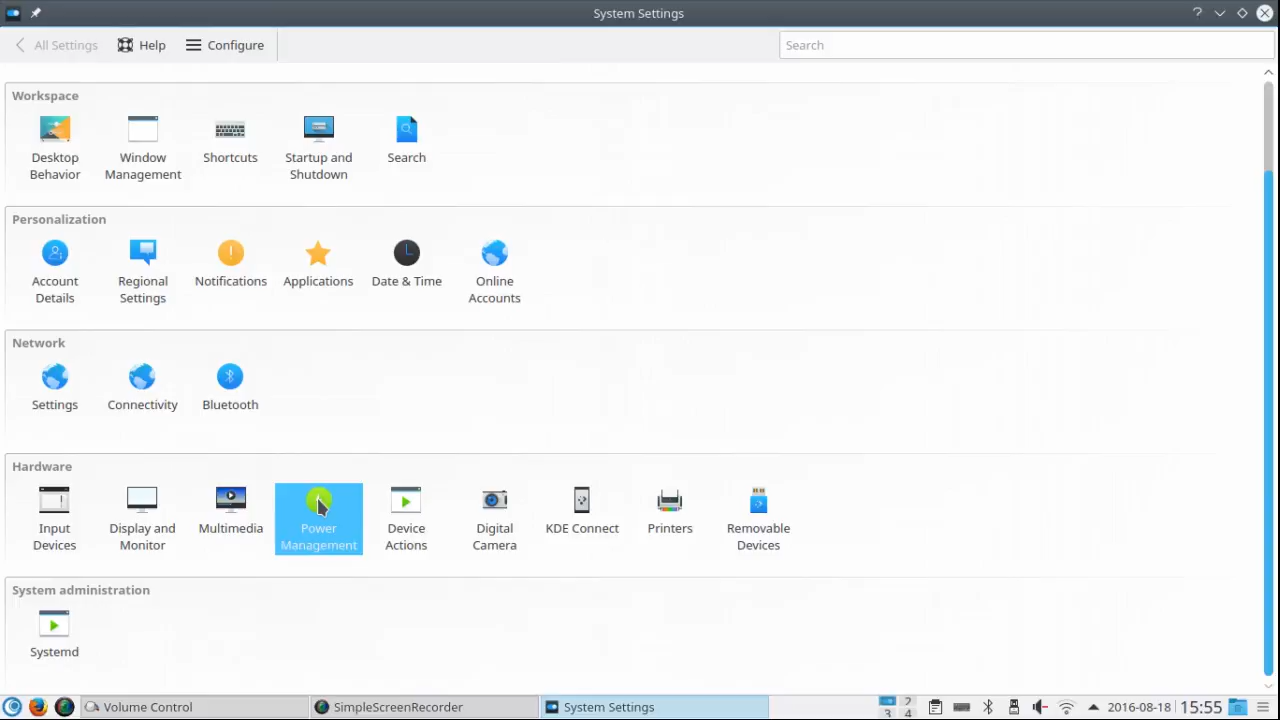 System Settings
All Settings Help Configure Search
Workspace
Desktop Behavior
Window Management
Shortcuts
Startup and Shutdown
Search
Personalization
Account Details
Regional Settings
Notifications
Applications
Date & Time
Online Accounts
Network
Settings
Connectivity
Bluetooth
Hardware
Input Devices
Display and Monitor
Multimedia
Power Management
Device Actions
Digital Camera
KDE Connect
Printers
Removable Devices
System administration
Systemd
Volume Control SimpleScreenRecorder System Settings 2 3 4 2016-08-18 15:55